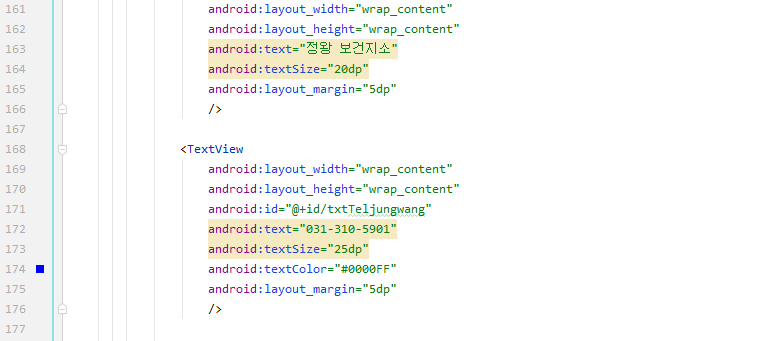 161 android:layout_width="wrap_content"
162 android:layout_height="wrap_content"
163 android:text="정왕 보건지소"
164 android:textSize="20dp"
165 android:layout_margin="5dp"
166 />
167
168 <TextView
169 android:layout_width="wrap_content"
170 android:layout_height="wrap_content"
171 android:id="@+id/txtTeljungwang"
172 android:text="031-310-5901"
173 android:textSize="25dp"
174 android:textColor="#0000FF"
175 android:layout_margin="5dp"
176 />
177